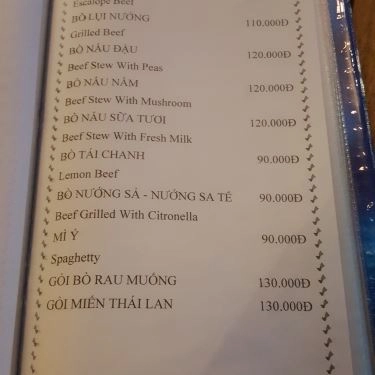 Escalope Beef
BÒ LỤI NƯỚNG 110.000Đ
Grilled Beef
BÒ NẤU ĐẬU 120.000Đ
Beef Stew With Peas
BÒ NẤU NẤM 120.000Đ
Beef Stew With Mushroom
BÒ NẤU SỮA TƯƠI 120.000Đ
Beef Stew With Fresh Milk
BÒ TÁI CHANH 90.000Đ
Lemon Beef
BÒ NƯỚNG SẢ - NƯỚNG SA TẾ 90.000Đ
Beef Grilled With Citronella
MÌ Ý 90.000Đ
Spaghetty
GỎI BÒ RAU MUỐNG 130.000Đ
GỎI MIẾN THÁI LAN 130.000Đ